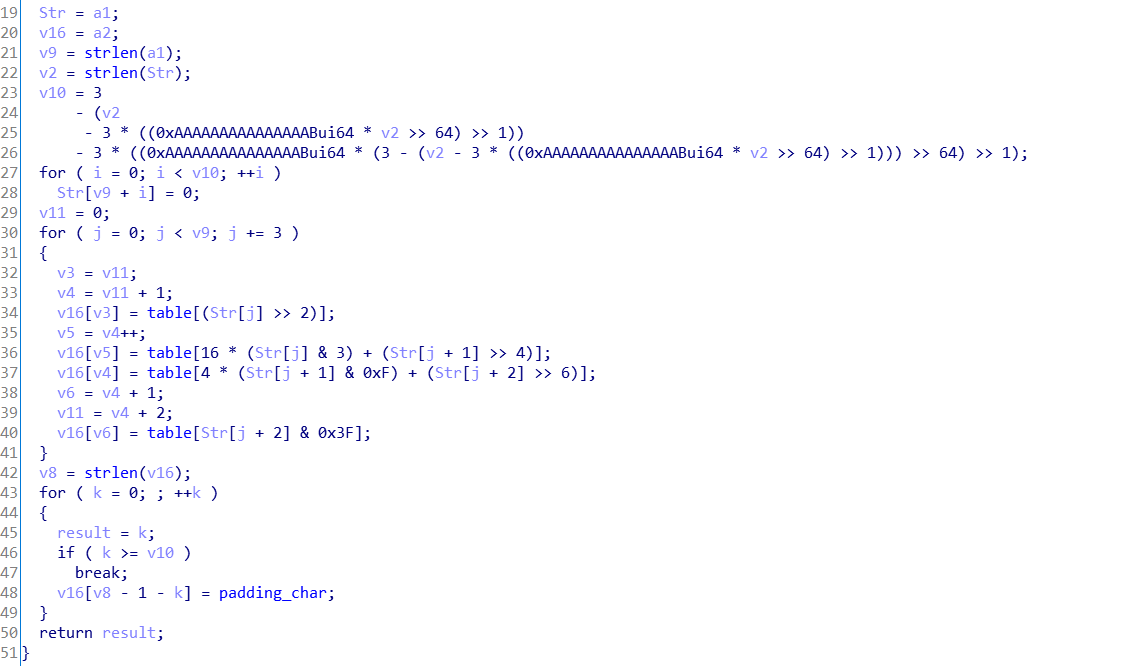 19 Str = a1;
20 v16 = a2;
21 v9 = strlen(a1);
22 v2 = strlen(Str);
23 v10 = 3
24 - (v2
25 - 3 * ((0xAAAAAAAAAAAAAAABui64 * v2 >> 64) >> 1))
26 - 3 * ((0xAAAAAAAAAAAAAAABui64 * (3 - (v2 - 3 * ((0xAAAAAAAAAAAAAAABui64 * v2 >> 64) >> 1))) >> 64) >> 1);
27 for ( i = 0; i < v10; ++i )
28 Str[v9 + i] = 0;
29 v11 = 0;
30 for ( j = 0; j < v9; j += 3 )
31 {
32 v3 = v11;
33 v4 = v11 + 1;
34 v16[v3] = table[(Str[j] >> 2)];
35 v5 = v4++;
36 v16[v5] = table[16 * (Str[j] & 3) + (Str[j + 1] >> 4)];
37 v16[v4] = table[4 * (Str[j + 1] & 0xF) + (Str[j + 2] >> 6)];
38 v6 = v4 + 1;
39 v11 = v4 + 2;
40 v16[v6] = table[Str[j + 2] & 0x3F];
41 }
42 v8 = strlen(v16);
43 for ( k = 0; ; ++k )
44 {
45 result = k;
46 if ( k >= v10 )
47 break;
48 v16[v8 - 1 - k] = padding_char;
49 }
50 return result;
51 }